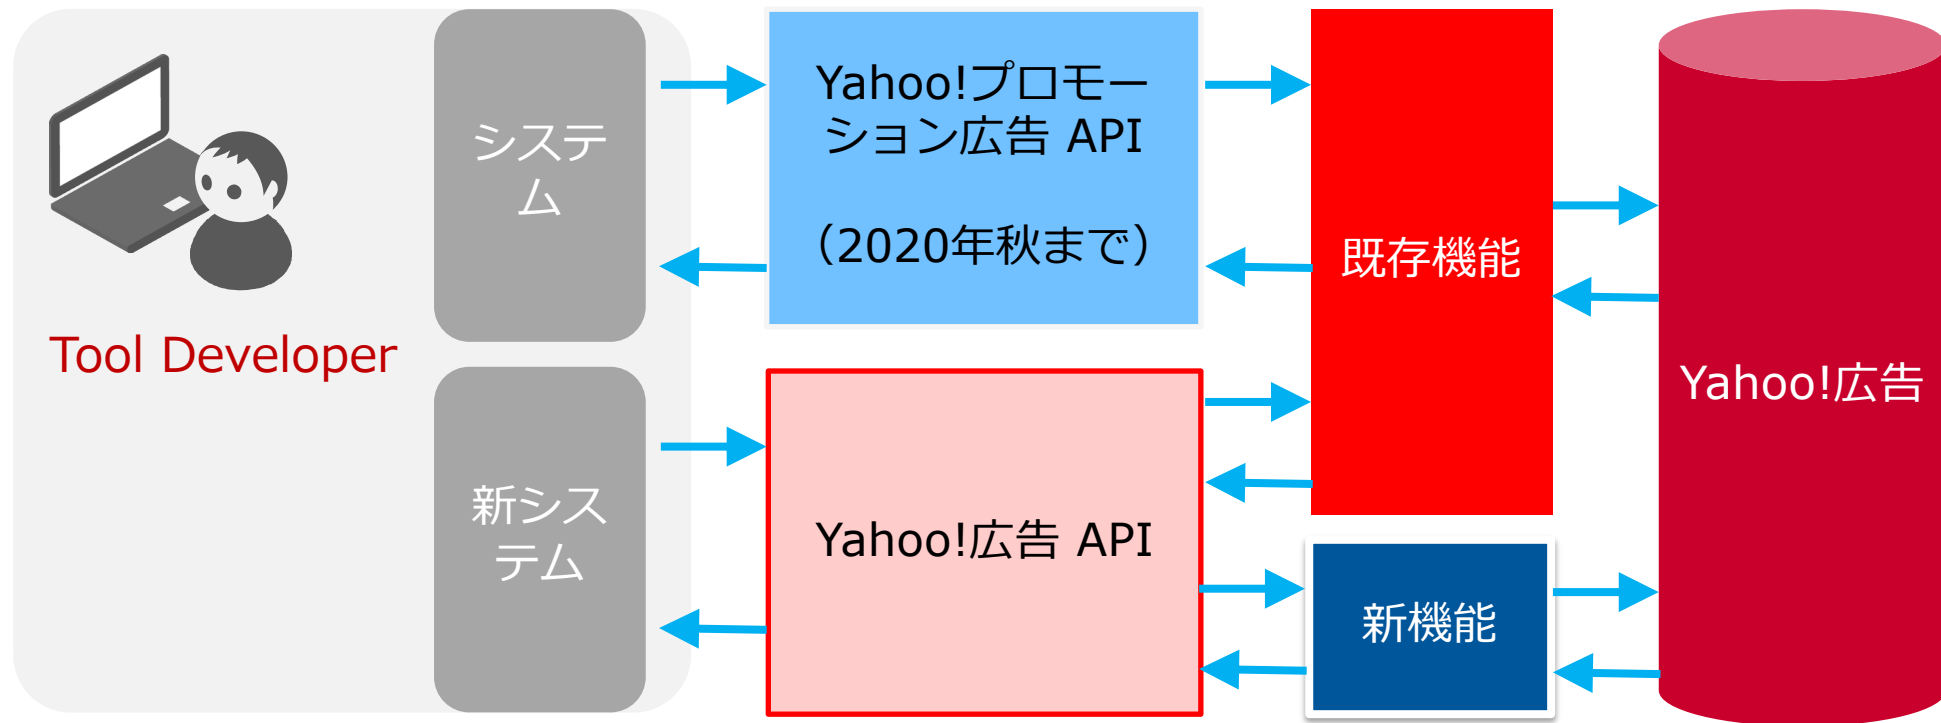 システ
ム
Yahoo!プロモー
ション広告 API
（2020年秋まで）
既存機能
Yahoo!広告
Tool Developer
新シス
テム
Yahoo!広告 API
新機能